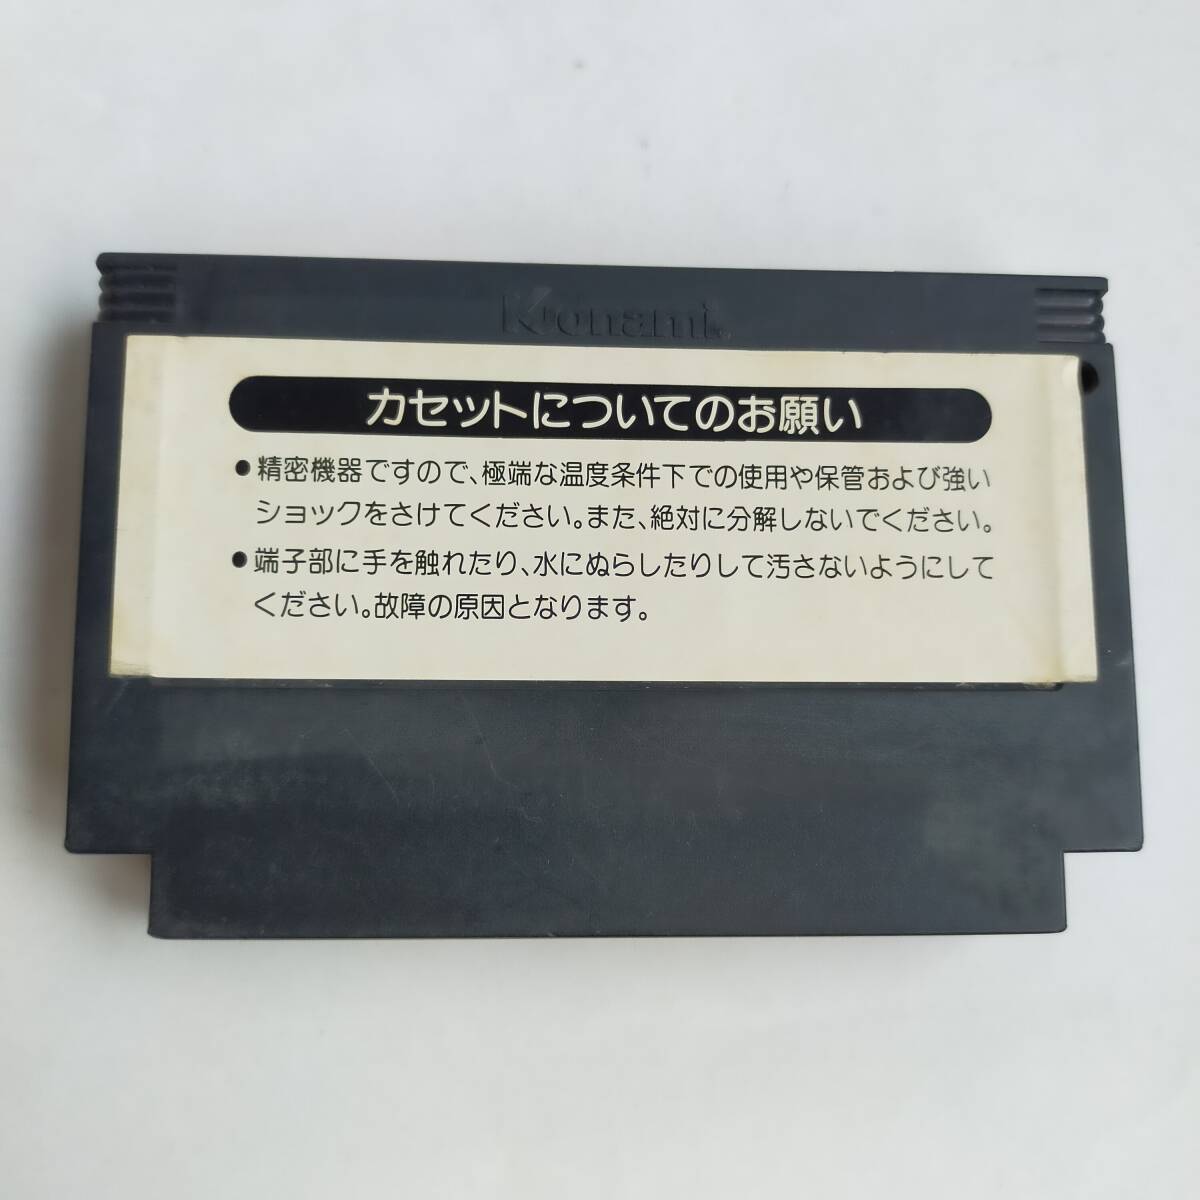 Konami
カセットについてのお願い
●精密機器ですので、極端な温度条件下での使用や保管および強い
ショックをさけてください。また、絶対に分解しないでください。
●端子部に手を触れたり、水にぬらしたりして汚さないようにして
ください。故障の原因となります。